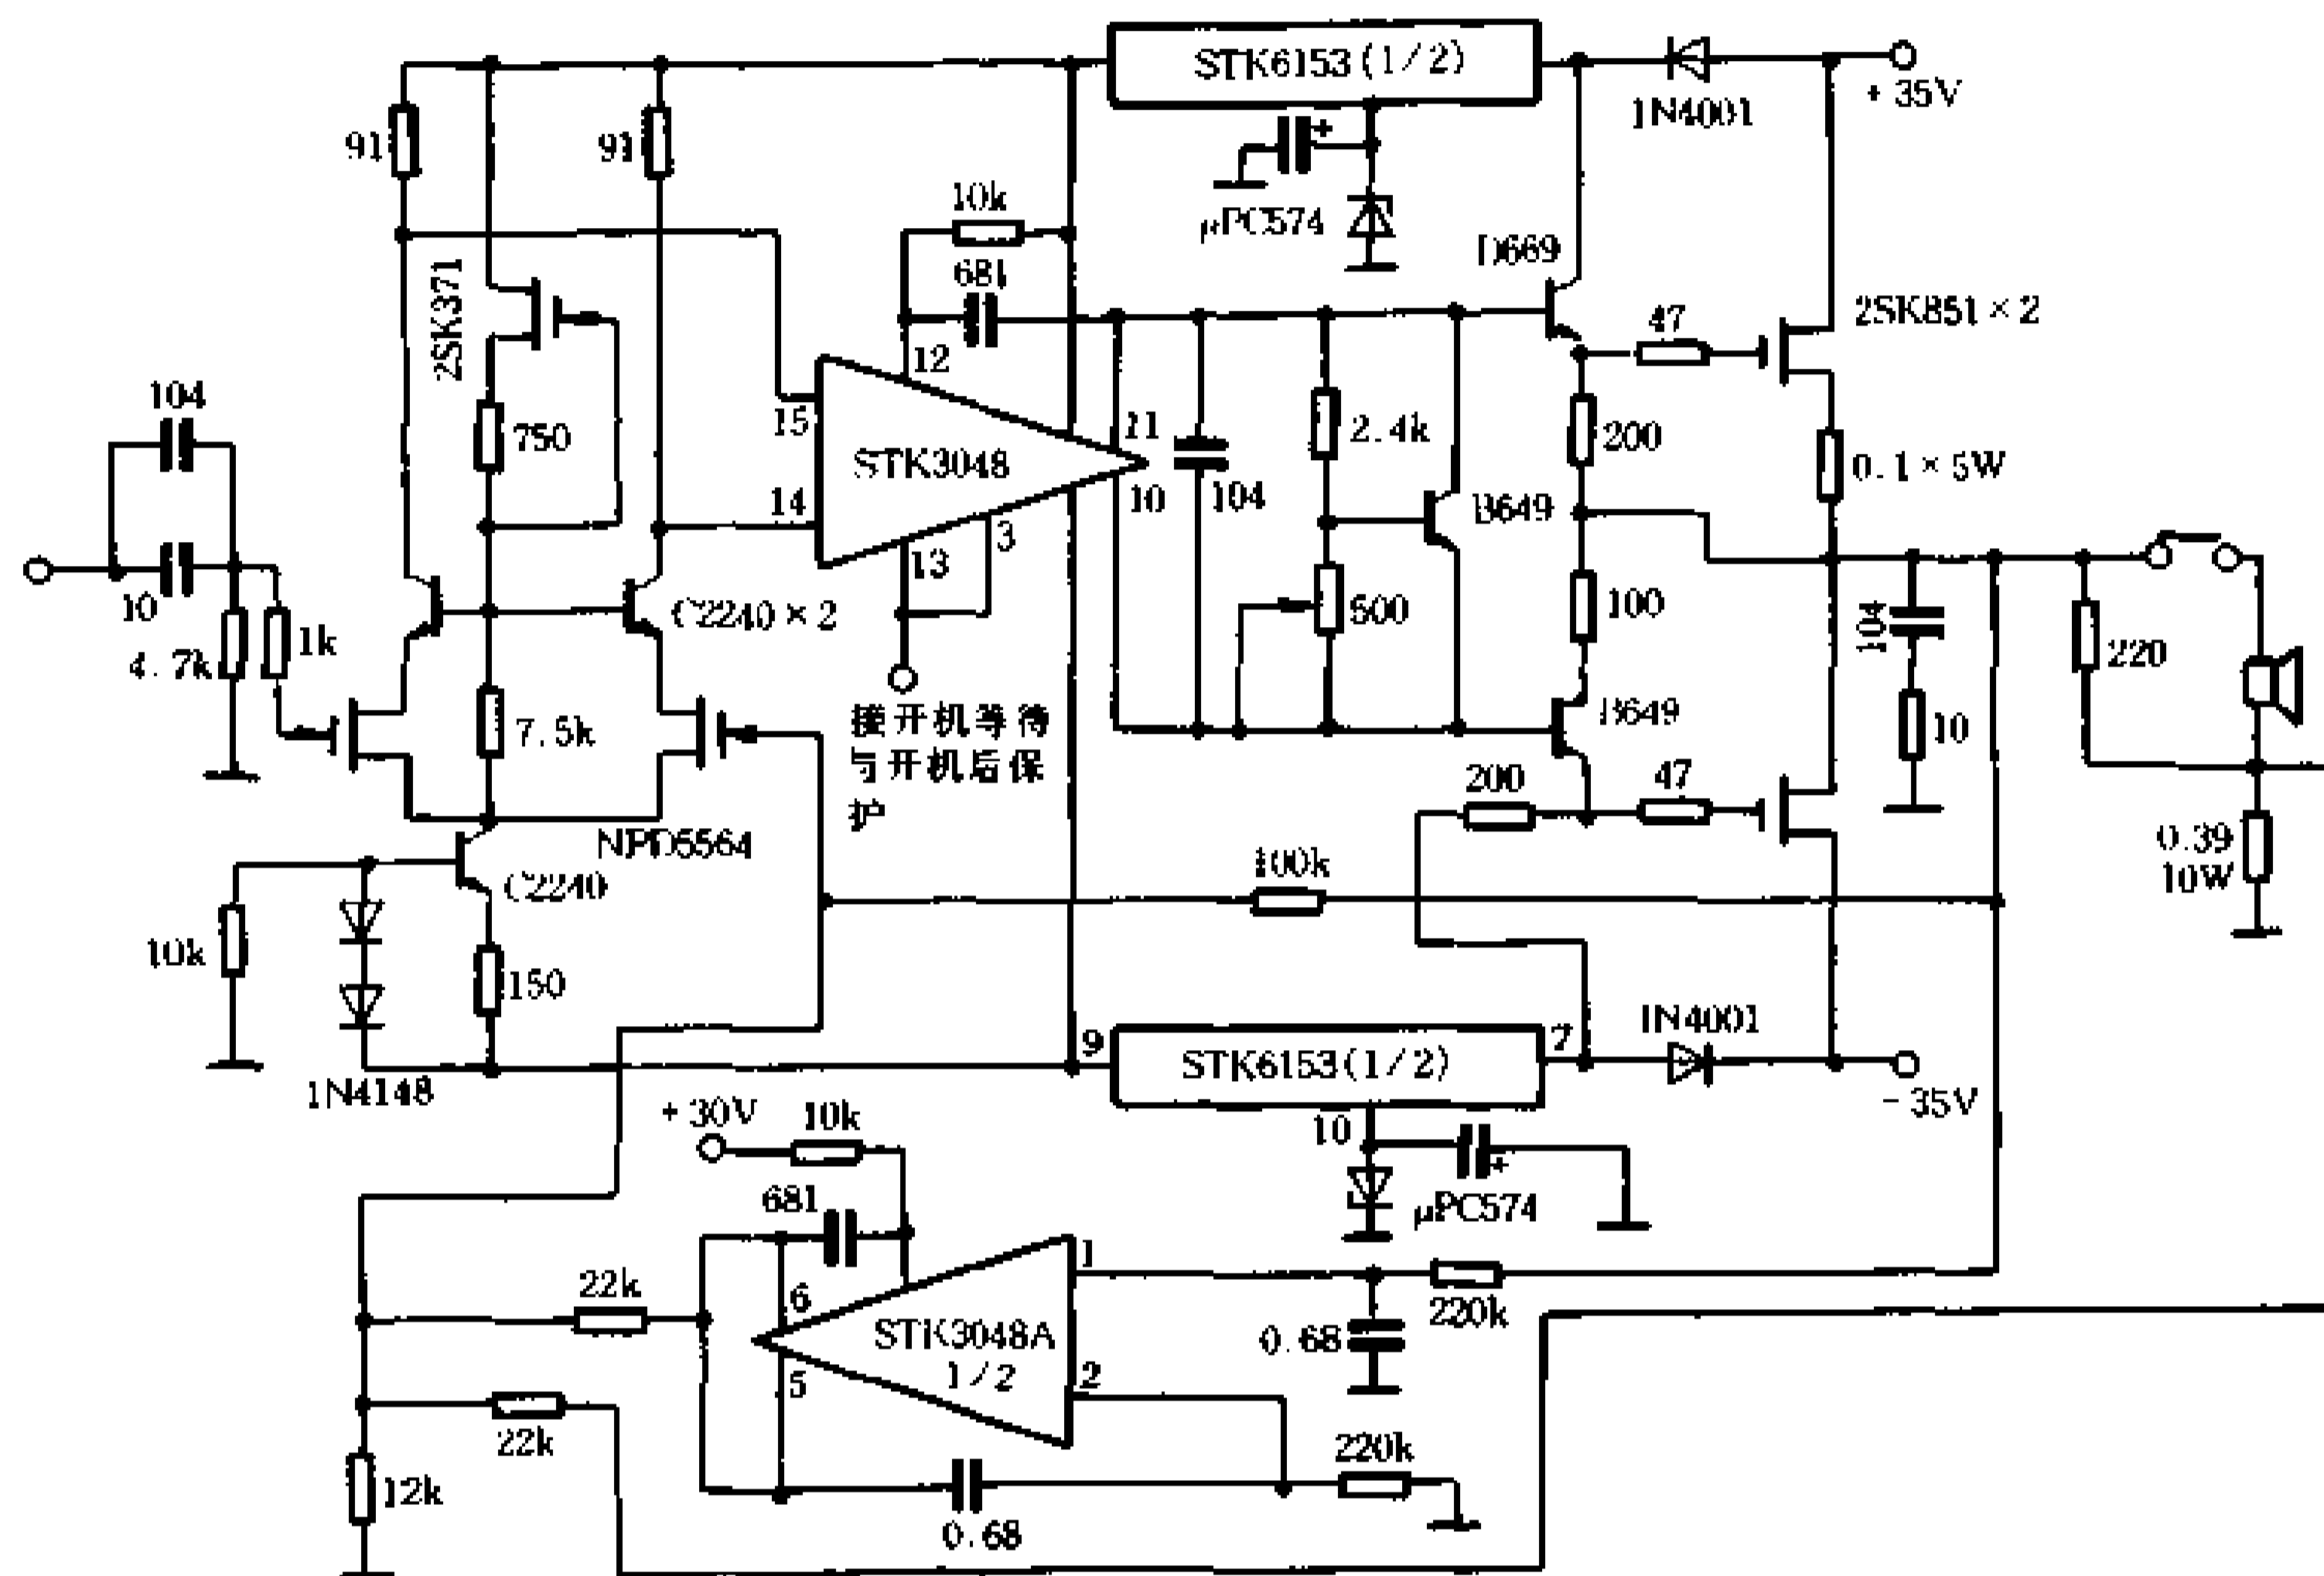 STK6153(1/2)
+35V
1N4001
91
91
10k
μPC574
D669
681
2SK371
47
2SK851×2
12
104
15
750
STK3048
11
2.4k
200
0.1×5W
14
10
104
B649
13
3
10
C2240×2
500
100
104
220
4.7k
1k
接开机等待
与开机后保
护
7.5k
B649
10
200
47
NPD5564
C2240
100k
0.39
10W
10k
150
1N4148
9
STK6153(1/2)
7
1N4001
-35V
+30V
10k
10
μPC574
681
1
22k
6
STK3048A
1/2
220k
0.68
5
2
22k
220k
12k
0.68